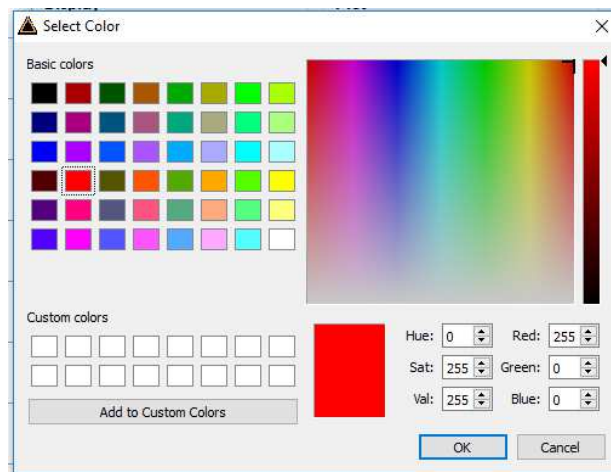 Select Color
Basic colors
Custom colors
Hue: 0 Red: 255
Sat: 255 Green: 0
Val: 255 Blue: 0
Add to Custom Colors
OK Cancel